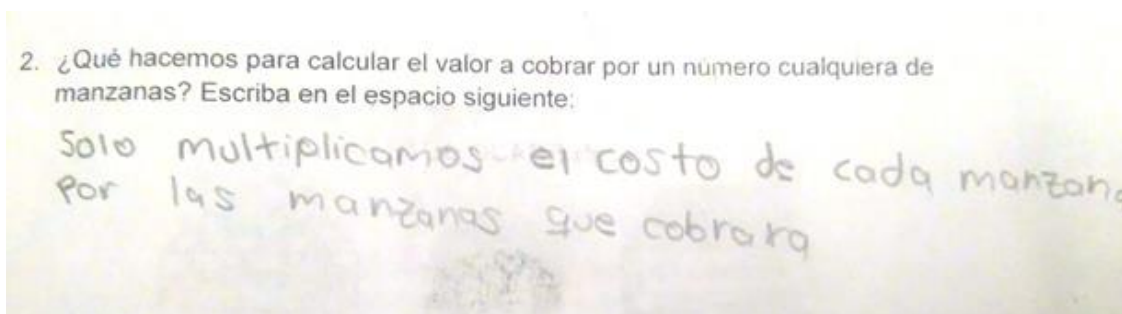 2. ¿Qué hacemos para calcular el valor a cobrar por un número cualquiera de
manzanas? Escriba en el espacio siguiente:
Solo multiplicamos el costo de cada manzana
Por las manzanas que cobrara